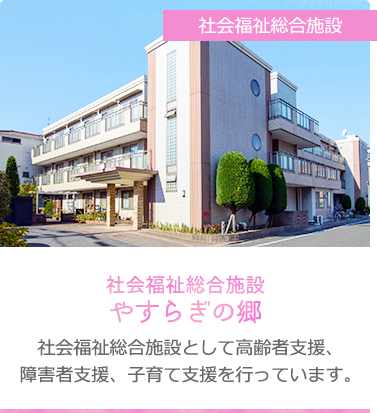 社会福祉総合施設
社会福祉総合施設
やすらぎの郷
社会福祉総合施設として高齢者支援、
障害者支援、子育て支援を行っています。